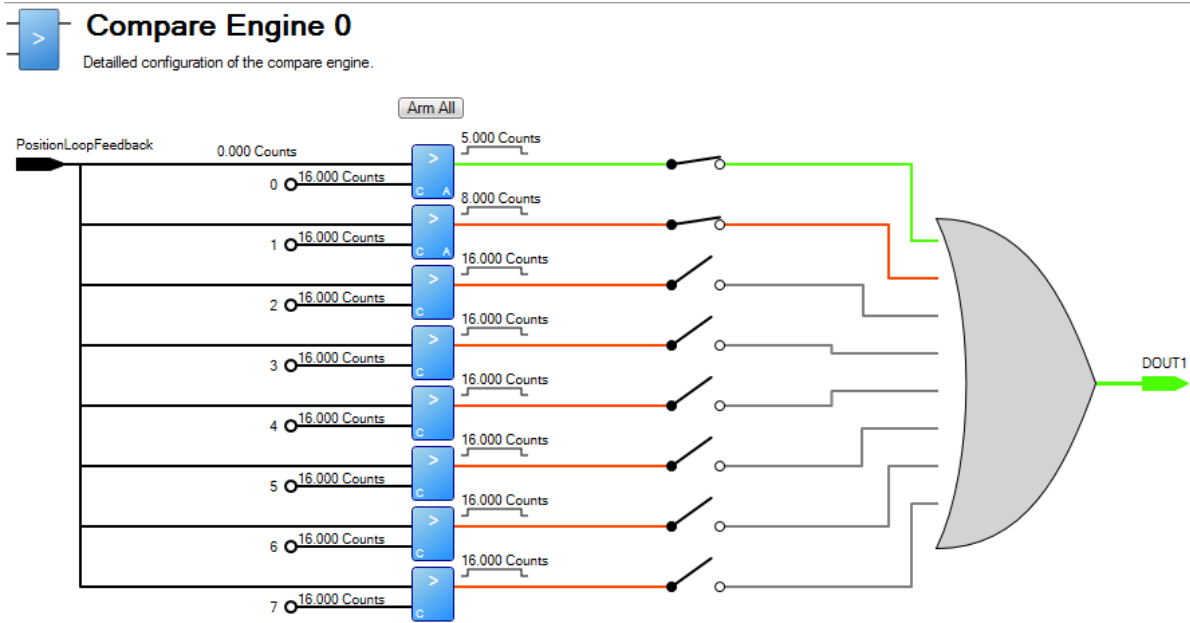 >
Compare Engine 0
Detailled configuration of the compare engine.
Arm All
PositionLoopFeedback
0.000 Counts
5.000 Counts
>
0
16.000 Counts
C A
8.000 Counts
>
1
16.000 Counts
C A
16.000 Counts
>
2
16.000 Counts
C
16.000 Counts
>
3
16.000 Counts
C
16.000 Counts
>
4
16.000 Counts
C
16.000 Counts
>
5
16.000 Counts
C
16.000 Counts
>
6
16.000 Counts
C
16.000 Counts
>
7
16.000 Counts
C
DOUT1